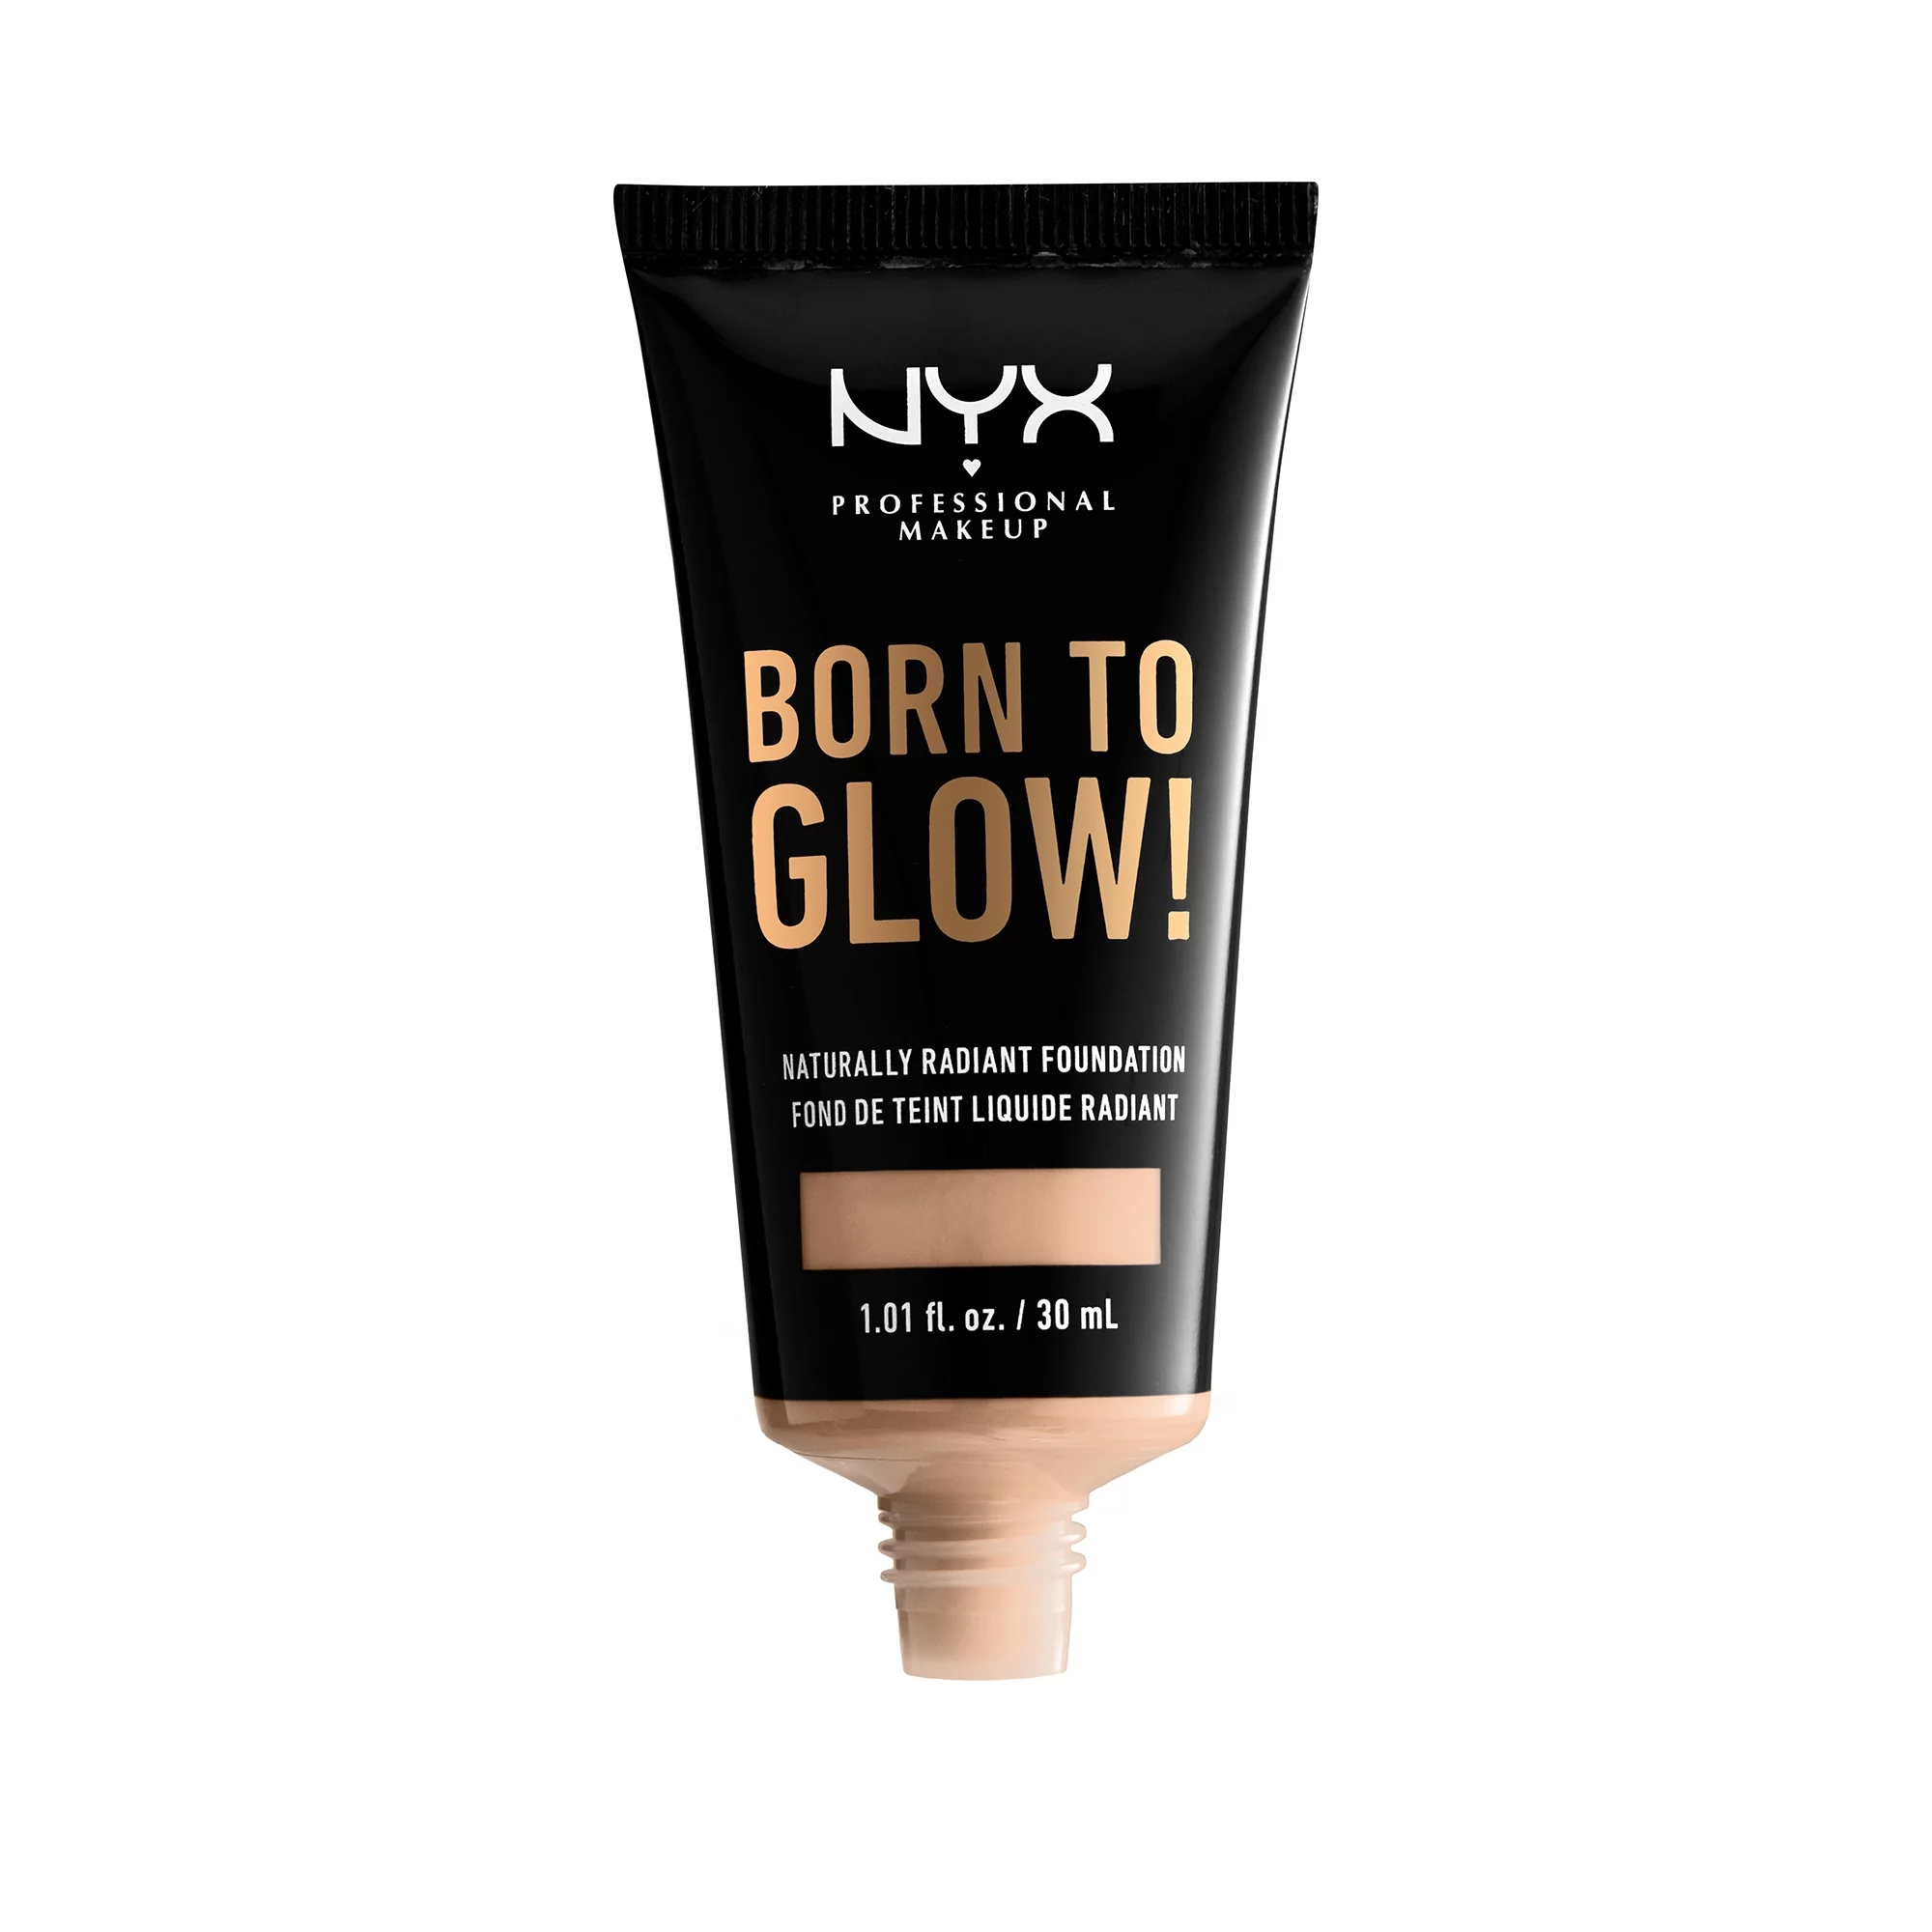 NYX
PROFESSIONAL
MAKEUP
BORN TO
GLOW!
NATURALLY RADIANT FOUNDATION
FOND DE TEINT LIQUIDE RADIANT
1.01 fl. oz. / 30 mL